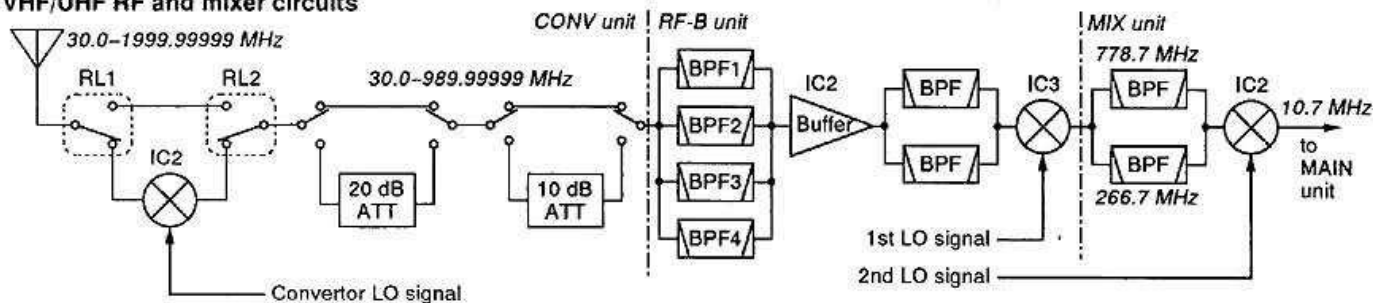 VHF/UHF RF and mixer circuits
CONV unit
RF-B unit
MIX unit
30.0–1999.99999 MHz
30.0–989.99999 MHz
RL1
RL2
IC2
20 dB
ATT
10 dB
ATT
BPF1
BPF2
BPF3
BPF4
IC2
Buffer
BPF
BPF
IC3
778.7 MHz
BPF
BPF
266.7 MHz
IC2
10.7 MHz
to
MAIN
unit
1st LO signal
2nd LO signal
Convertor LO signal